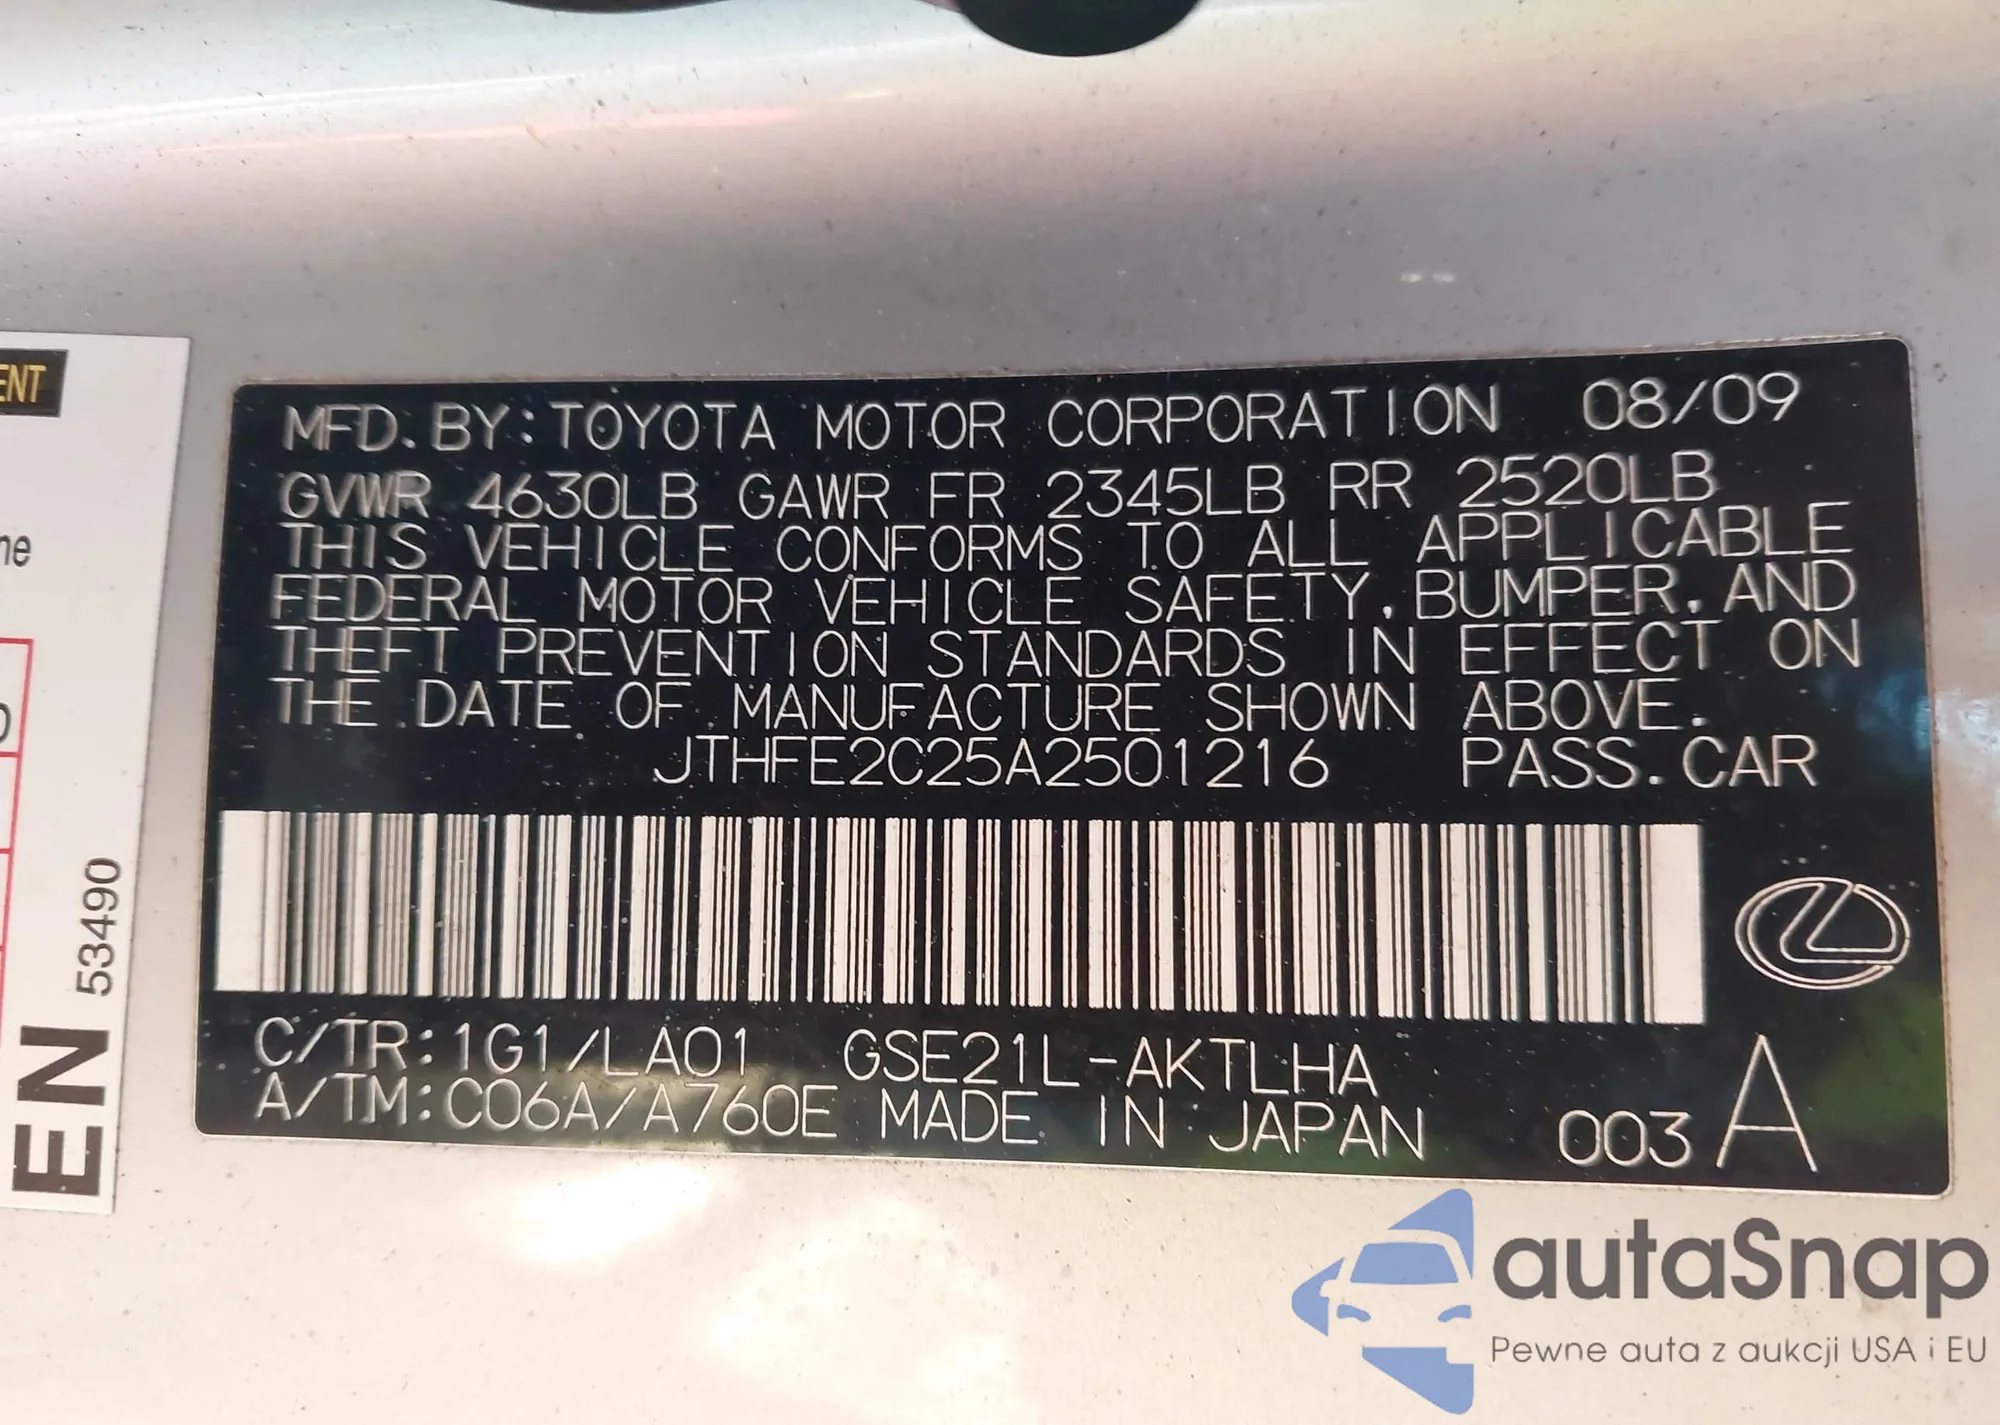 ENT
ne
EN 53490
MFD. BY: TOYOTA MOTOR CORPORATION 08/09
GVWR 4630LB GAWR FR 2345LB RR 2520LB
THIS VEHICLE CONFORMS TO ALL APPLICABLE
FEDERAL MOTOR VEHICLE SAFETY, BUMPER, AND
THEFT PREVENTION STANDARDS IN EFFECT ON
THE DATE OF MANUFACTURE SHOWN ABOVE.
JTHFE2C25A2501216 PASS. CAR
C/TR: 1G1/LA01 GSE21L-AKTLHA
A/TM: C06A/A760E MADE IN JAPAN 003 A
autaSnap
Pewne auta z aukcji USA i EU